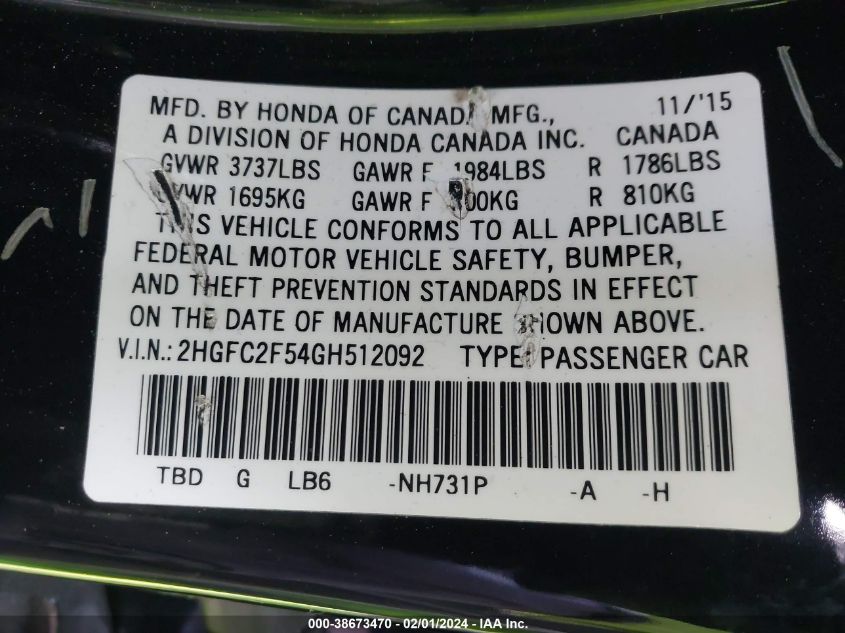 MFD. BY HONDA OF CANADA MFG., 11/'15
A DIVISION OF HONDA CANADA INC. CANADA
GVWR 3737LBS GAWR F 1984LBS R 1786LBS
GVWR 1695KG GAWR F 900KG R 810KG
THIS VEHICLE CONFORMS TO ALL APPLICABLE
FEDERAL MOTOR VEHICLE SAFETY, BUMPER,
AND THEFT PREVENTION STANDARDS IN EFFECT
ON THE DATE OF MANUFACTURE SHOWN ABOVE.
V.I.N.: 2HGFC2F54GH512092 TYPE: PASSENGER CAR
TBD G LB6 -NH731P -A -H
000-38673470 - 02/01/2024 - IAA Inc.